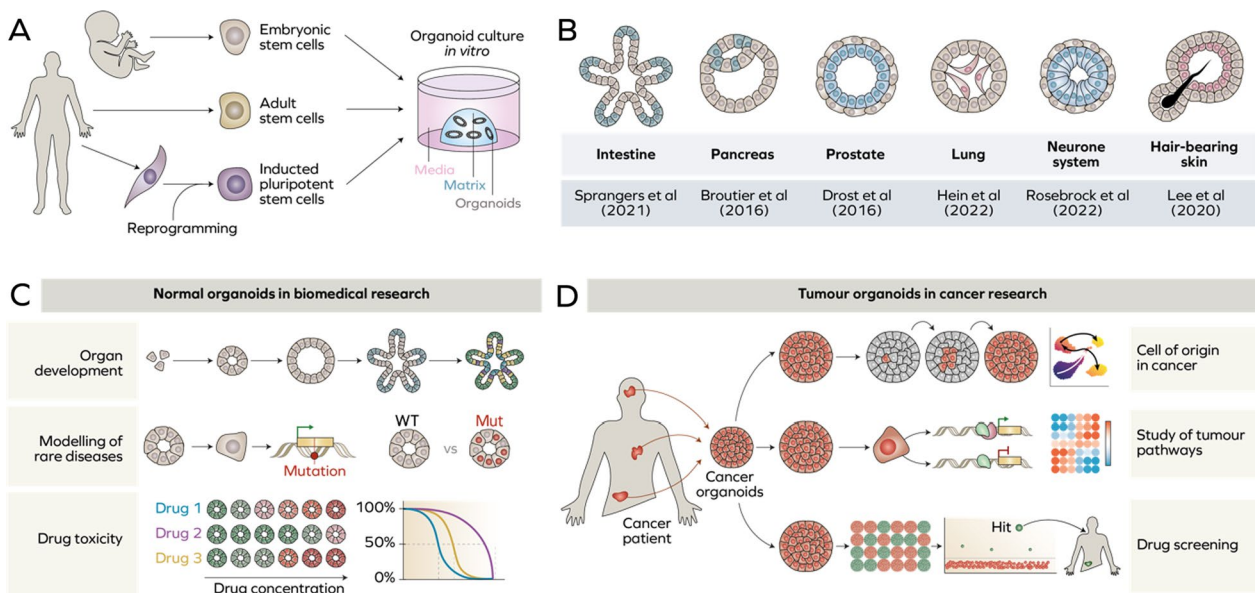 A
Embryonic
stem cells
Adult
stem cells
Inducted
pluripotent
stem cells
Reprogramming
Organoid culture
in vitro
Media
Matrix
Organoids
B
Intestine
Pancreas
Prostate
Lung
Neurone
system
Hair-bearing
skin
Sprangers et al
(2021)
Broutier et al
(2016)
Drost et al
(2016)
Hein et al
(2022)
Rosebrock et al
(2022)
Lee et al
(2020)
C
Normal organoids in biomedical research
Organ
development
Modelling of
rare diseases
Mutation
WT
vs
Mut
Drug toxicity
Drug 1
Drug 2
Drug 3
Drug concentration
100%
50%
0%
D
Tumour organoids in cancer research
Cancer
patient
Cancer
organoids
Cell of origin
in cancer
Study of tumour
pathways
Hit
Drug screening